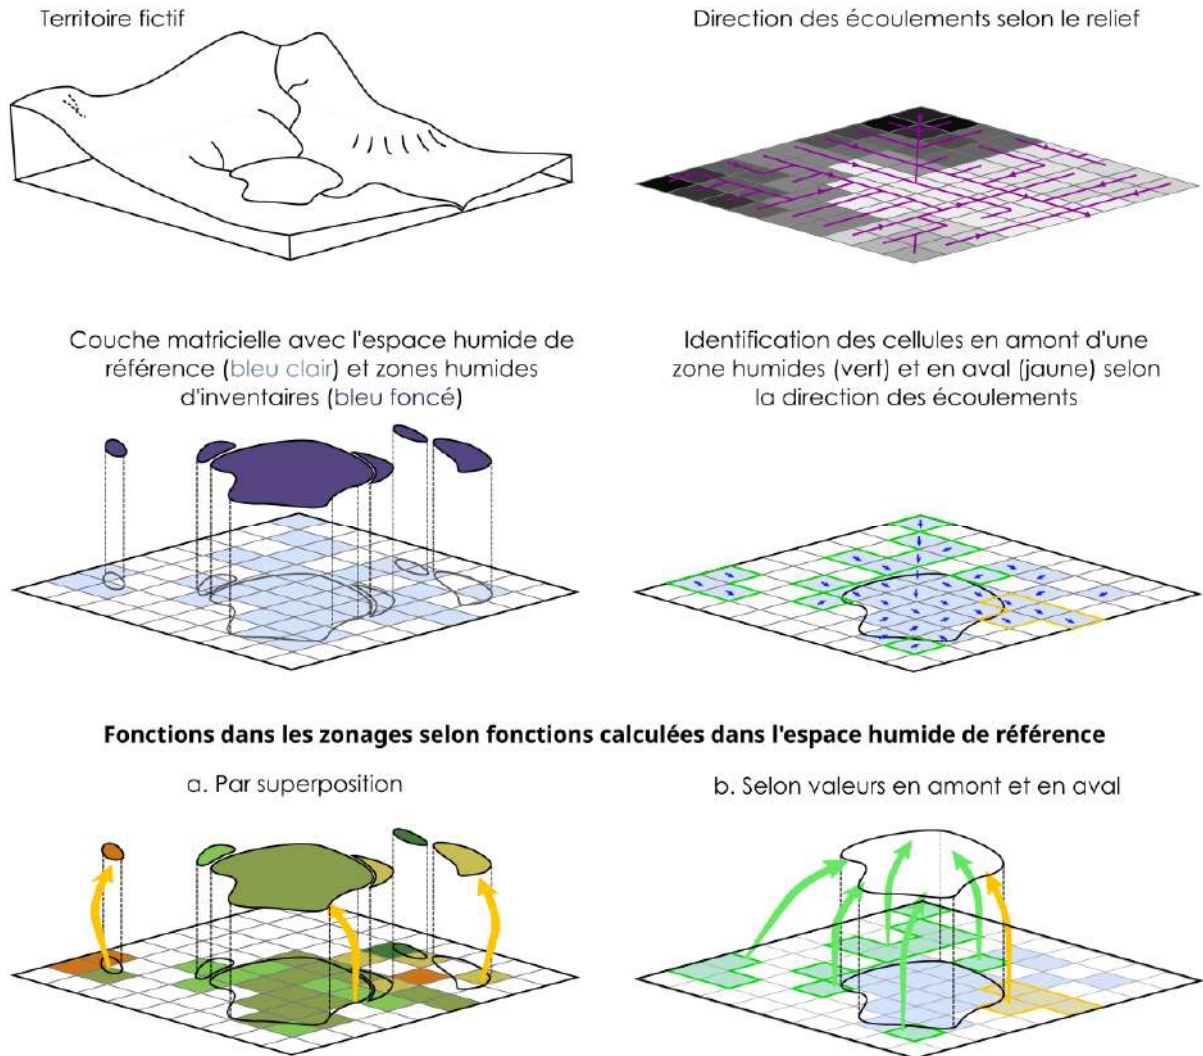 Territoire fictif
Direction des écoulements selon le relief
Couche matricielle avec l'espace humide de
référence (bleu clair) et zones humides
d'inventaires (bleu foncé)
Identification des cellules en amont d'une
zone humides (vert) et en aval (jaune) selon
la direction des écoulements
Fonctions dans les zonages selon fonctions calculées dans l'espace humide de référence
a. Par superposition
b. Selon valeurs en amont et en aval